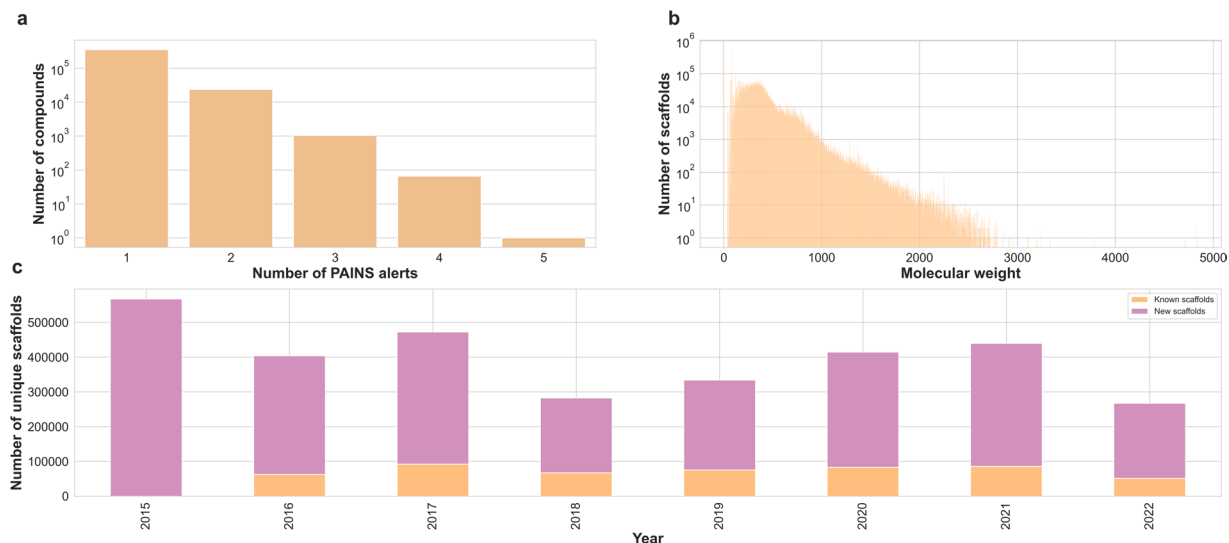 a
Number of compounds
10^5
10^4
10^3
10^2
10^1
10^0
1 2 3 4 5
Number of PAINS alerts
b
Number of scaffolds
10^6
10^5
10^4
10^3
10^2
10^1
10^0
0 1000 2000 3000 4000 5000
Molecular weight
c
Number of unique scaffolds
500000
400000
300000
200000
100000
0
Known scaffolds
New scaffolds
2015 2016 2017 2018 2019 2020 2021 2022
Year